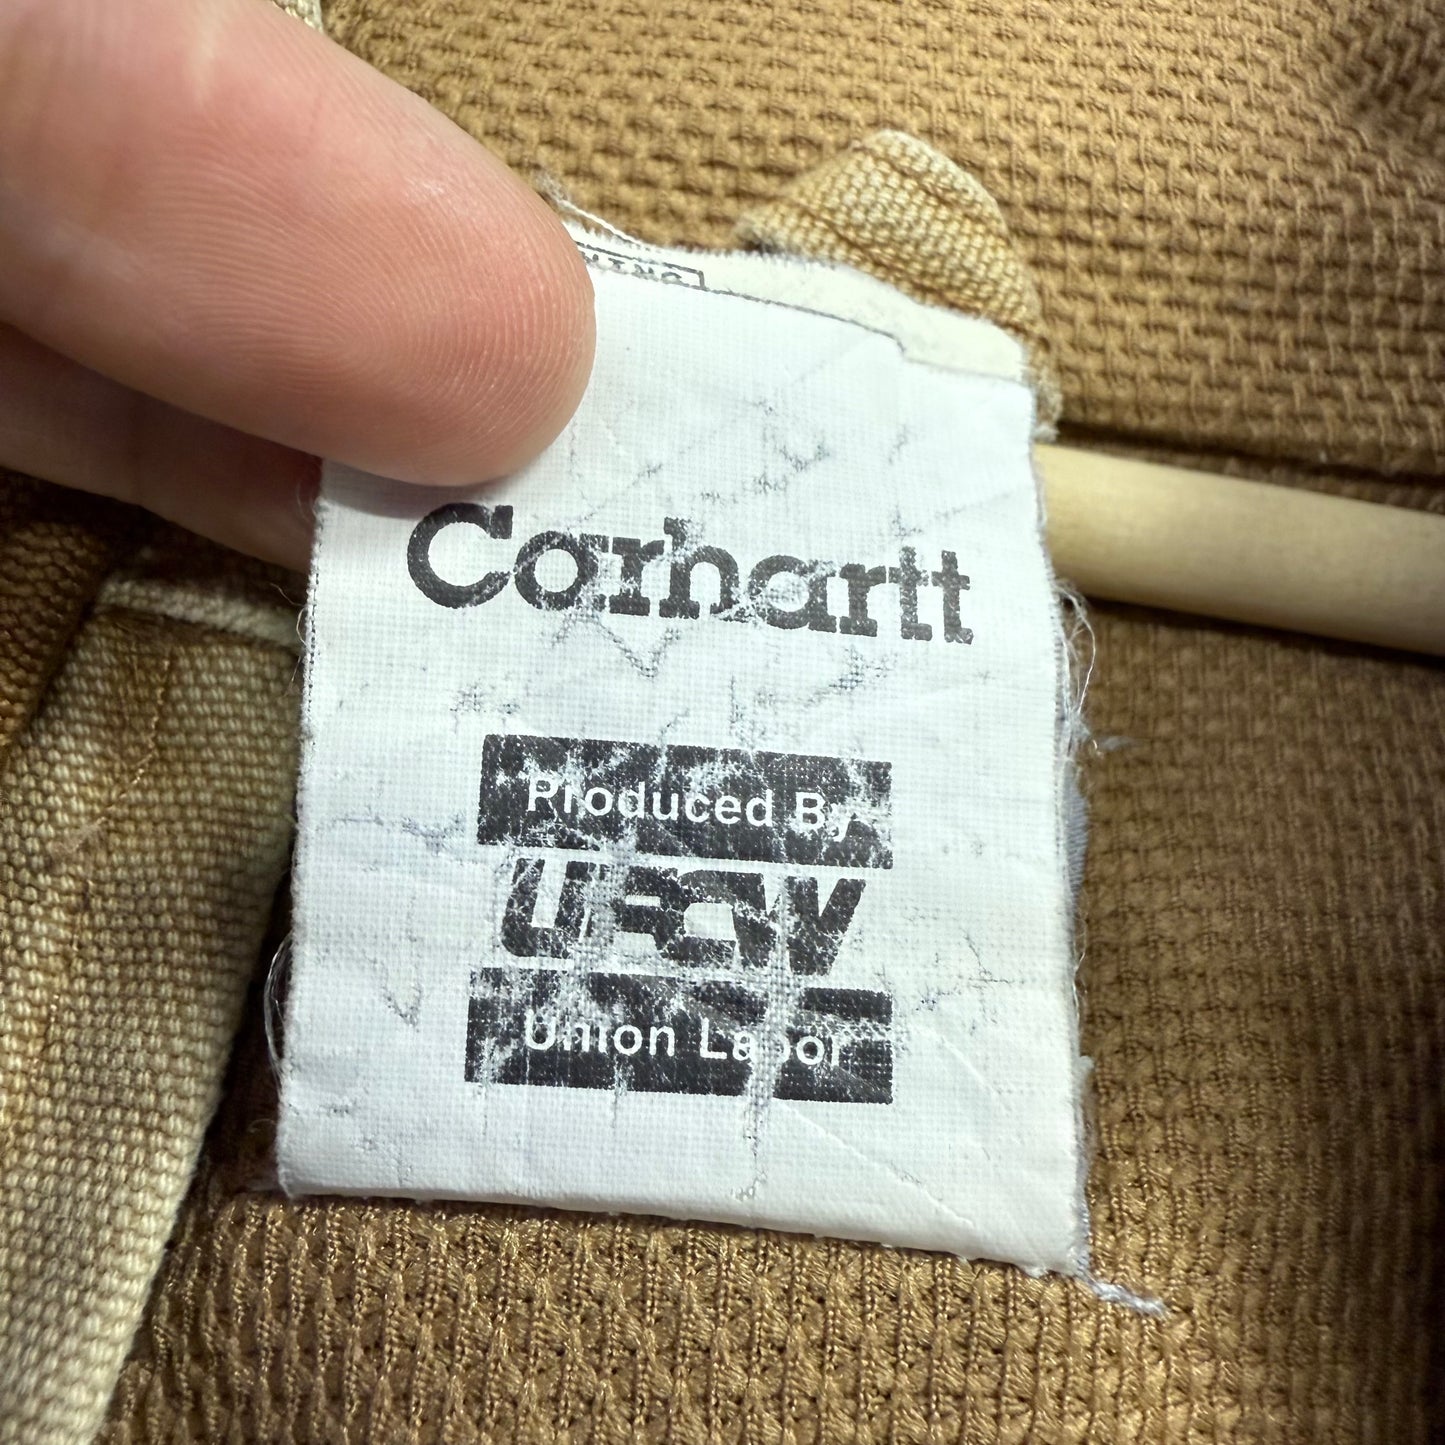 Carhartt
Produced By
UFCW
Union Labor